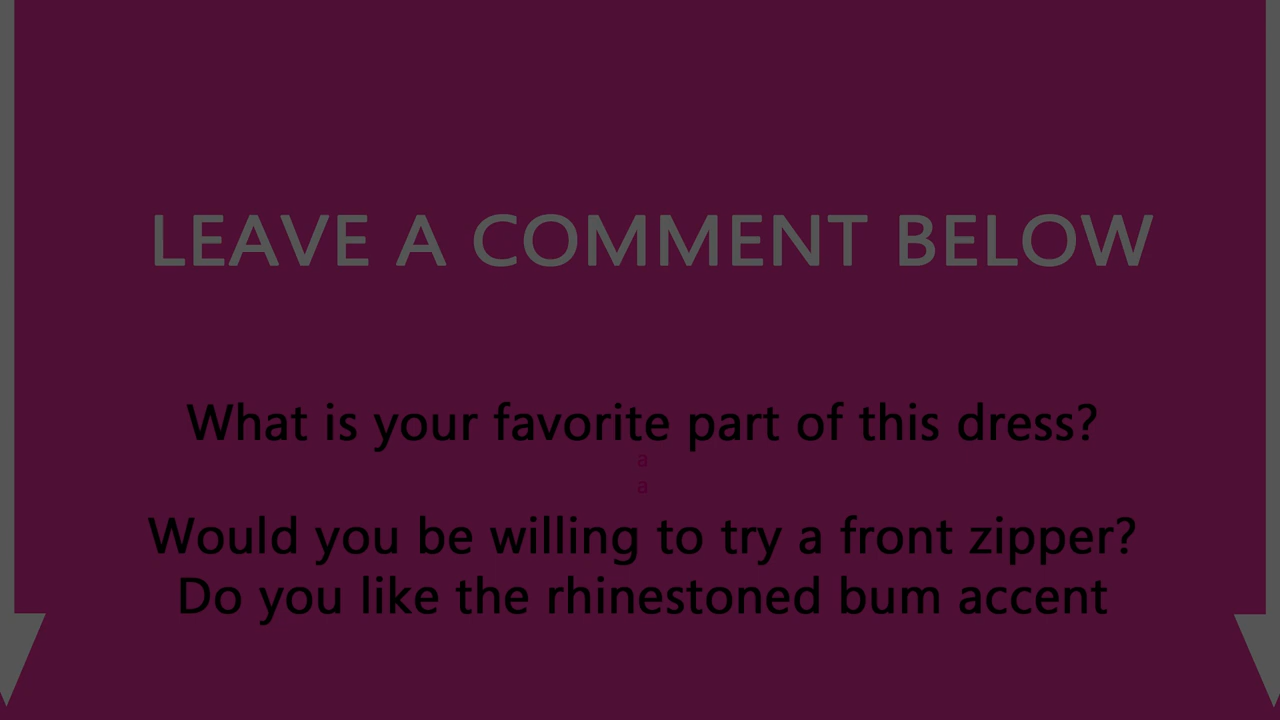 LEAVE A COMMENT BELOW
What is your favorite part of this dress?
a
a
Would you be willing to try a front zipper?
Do you like the rhinestoned bum accent